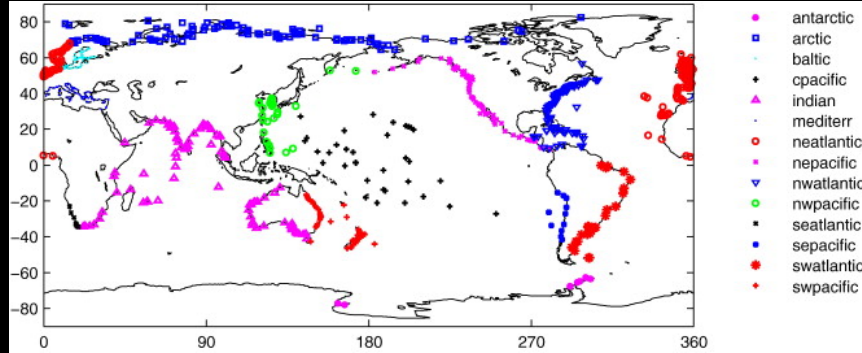 80
60
40
20
0
−20
−40
−60
−80
0
90
180
270
360
antarctic
arctic
baltic
cpacific
indian
mediterr
neatlantic
nepacific
nwatlantic
nwpacific
seatlantic
sepacific
swatlantic
swpacific